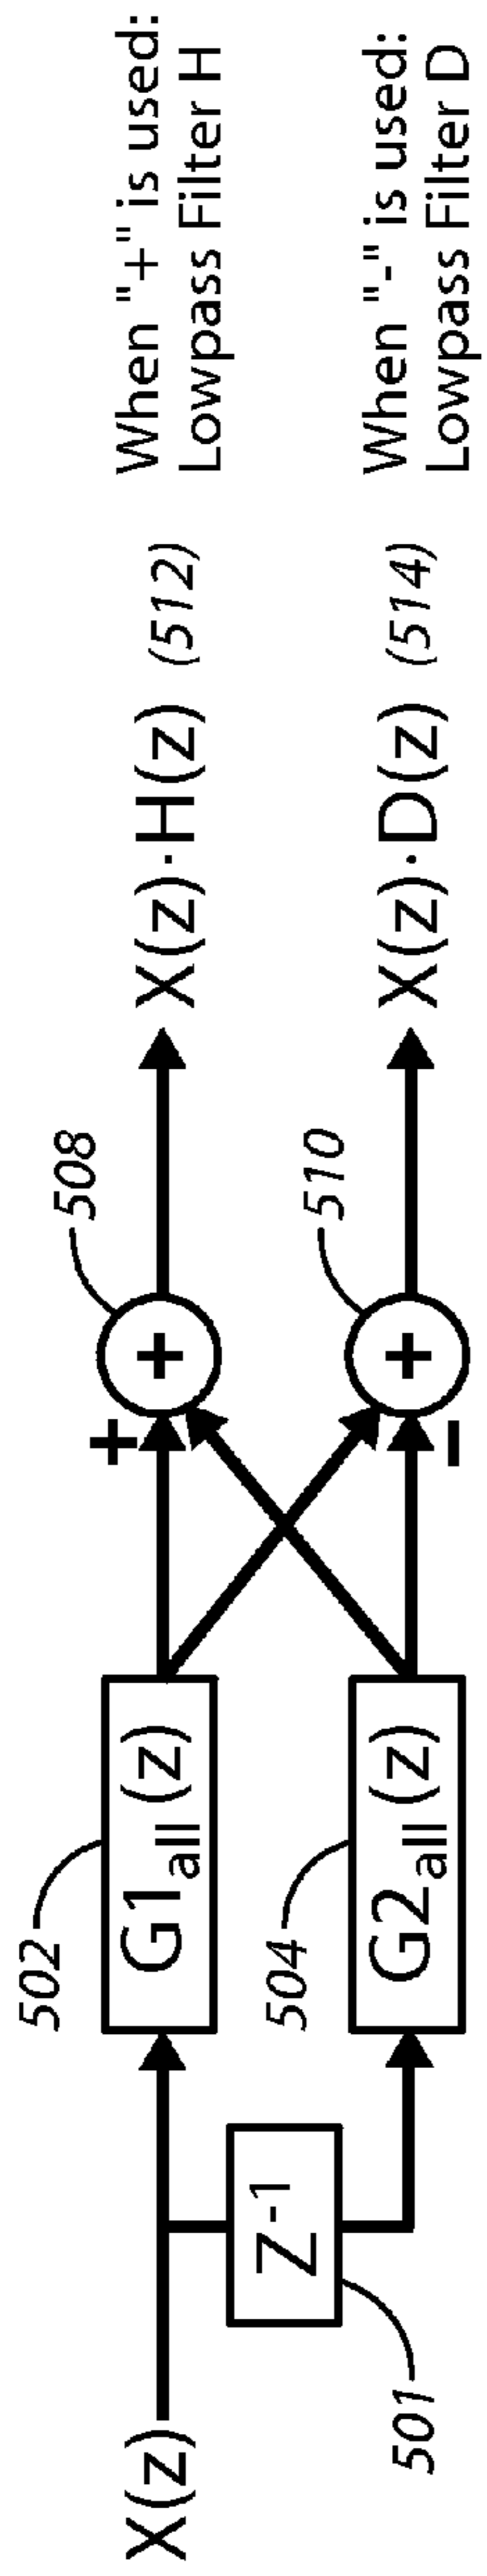 X(z)
501
Z-1
502
G1all(z)
504
G2all(z)
+
-
508
+
510
+
X(z)·H(z) (512)
When "+" is used:
Lowpass Filter H
X(z)·D(z) (514)
When "-" is used:
Lowpass Filter D